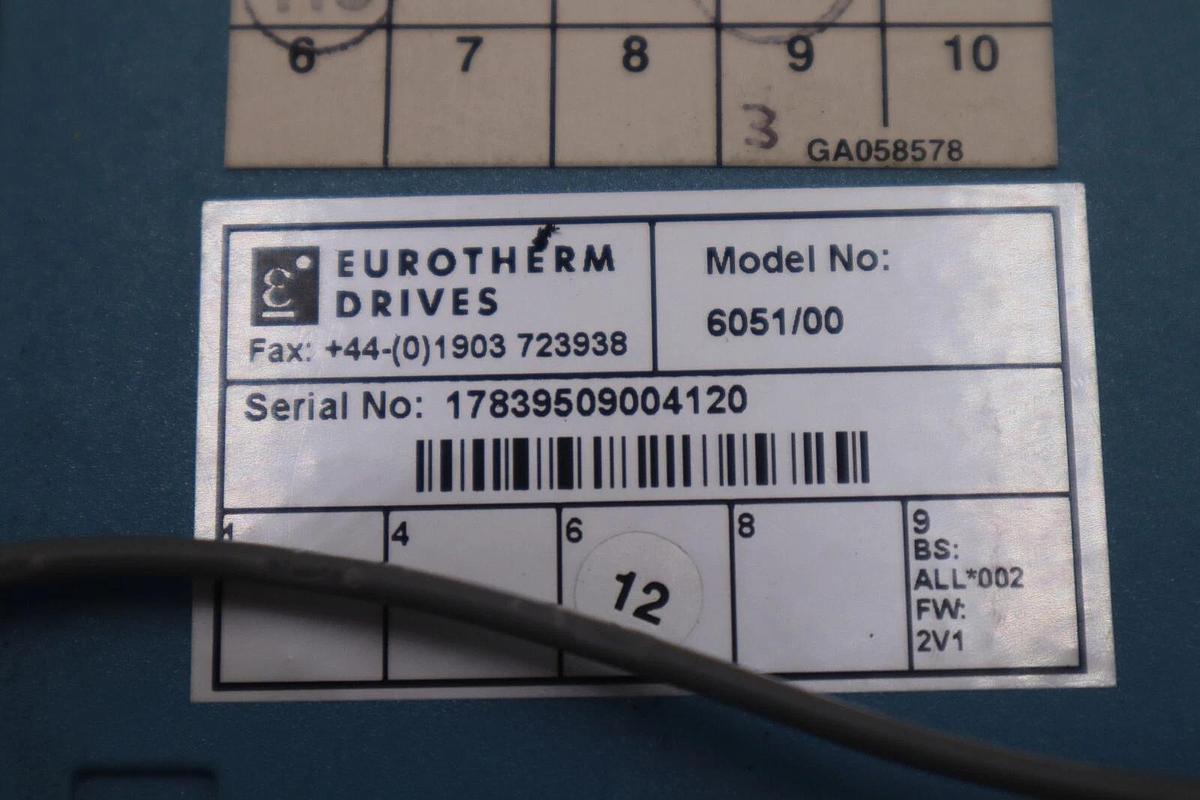 6 7 8 9 10
3
GA058578
EUROTHERM
DRIVES
Fax: +44-(0)1903 723938
Model No:
6051/00
Serial No: 17839509004120
4 6 8 9
12
BS:
ALL*002
FW:
2V1